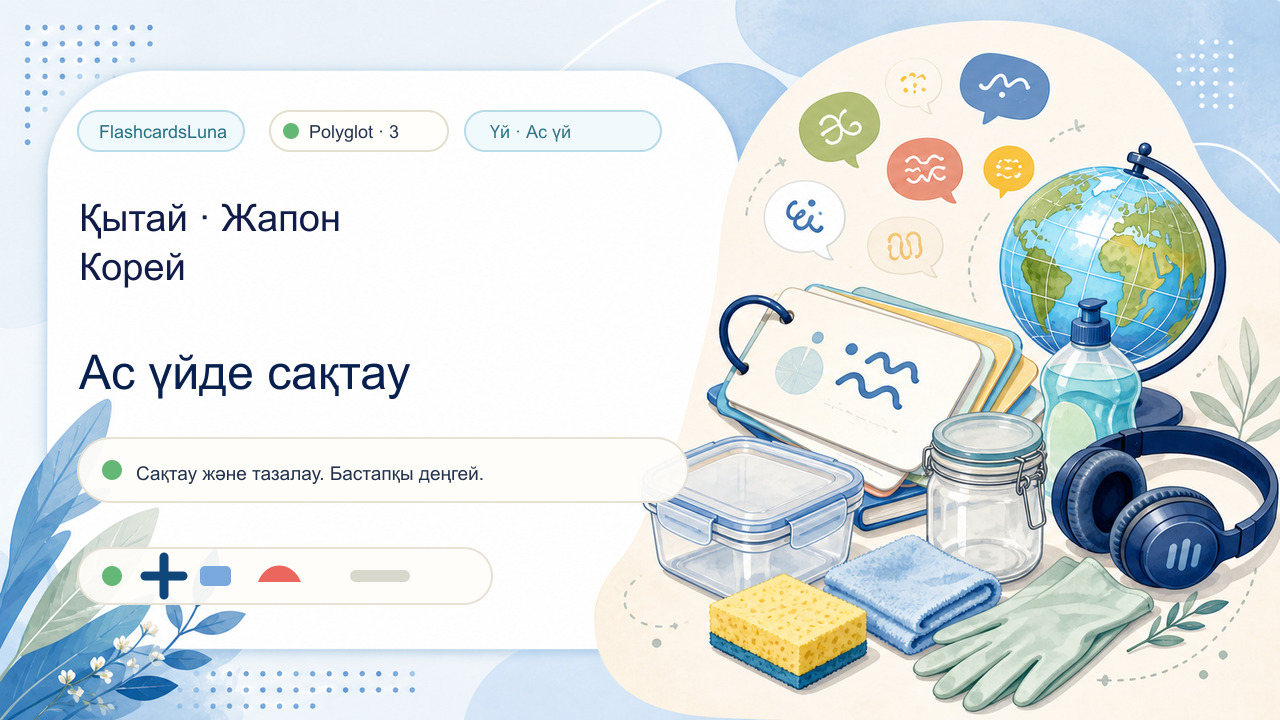 FlashcardsLuna
Polyglot · 3
Үй · Ас үй
Қытай · Жапон
Корей
Ас үйде сақтау
Сақтау және тазалау. Бастапқы деңгей.